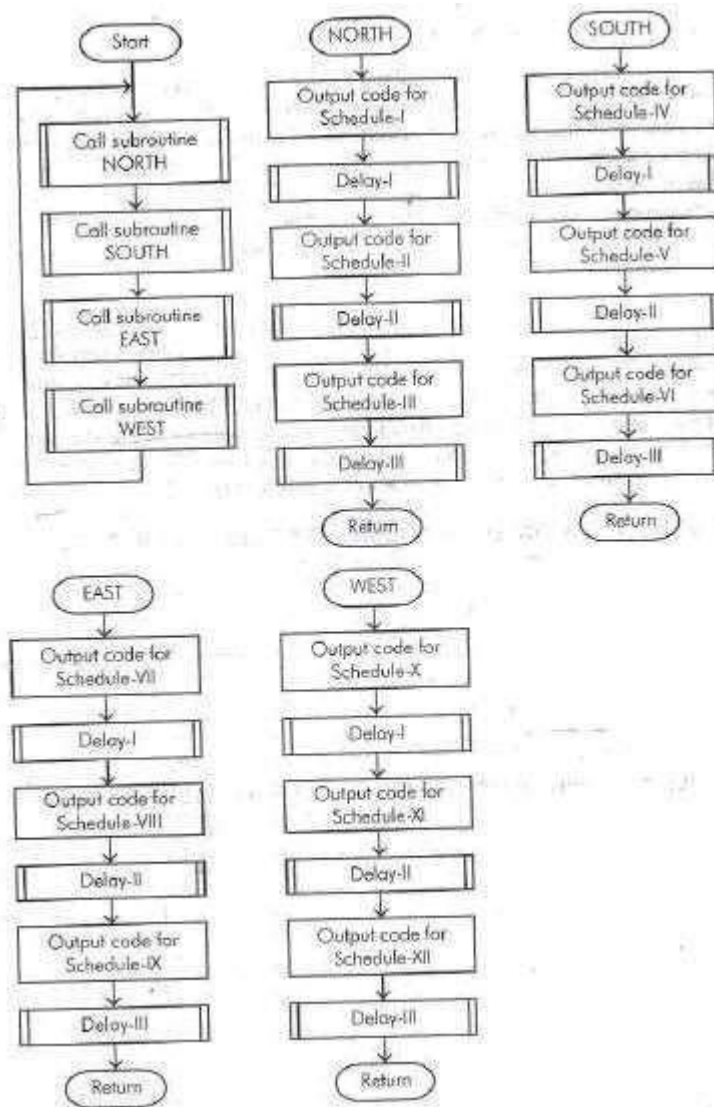 Start
Call subroutine
NORTH
Call subroutine
SOUTH
Call subroutine
EAST
Call subroutine
WEST
NORTH
Output code for
Schedule-I
Delay-I
Output code for
Schedule-II
Delay-II
Output code for
Schedule-III
Delay-III
Return
SOUTH
Output code for
Schedule-IV
Delay-I
Output code for
Schedule-V
Delay-II
Output code for
Schedule-VI
Delay-III
Return
EAST
Output code for
Schedule-VII
Delay-I
Output code for
Schedule-VIII
Delay-II
Output code for
Schedule-IX
Delay-III
Return
WEST
Output code for
Schedule-X
Delay-I
Output code for
Schedule-XI
Delay-II
Output code for
Schedule-XII
Delay-III
Return